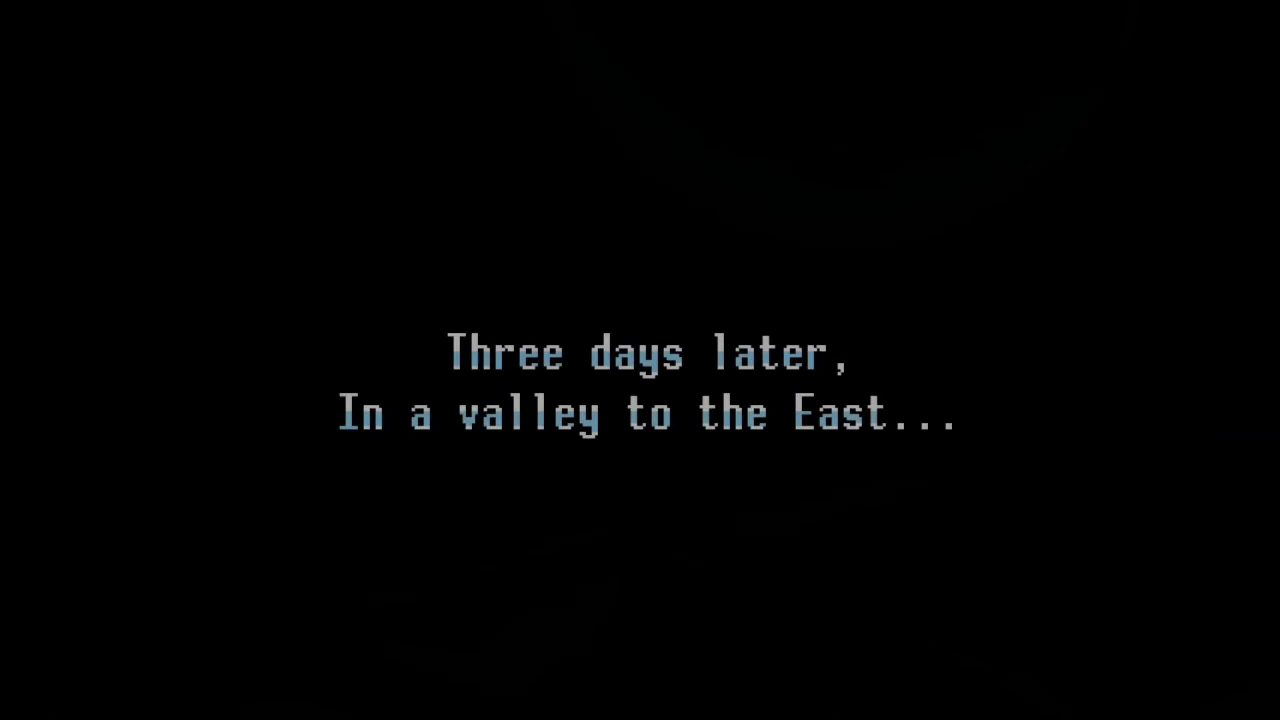 Three days later,
In a valley to the East...